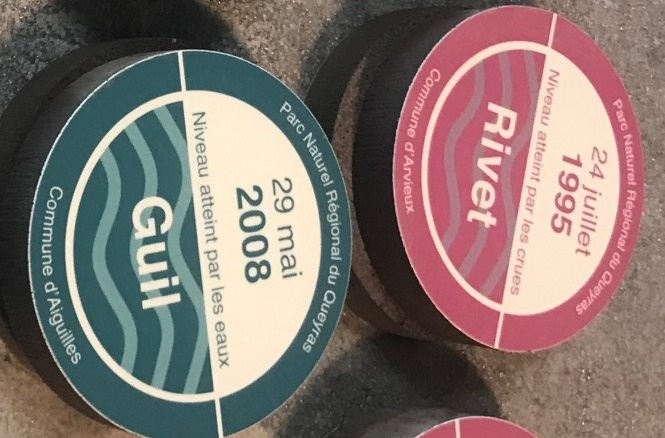 Parc Naturel Régional du Queyras
29 mai
2008
Niveau atteint par les eaux
Guil
Commune d'Aiguilles
Parc Naturel Régional du Queyras
24 juillet
1995
Niveau atteint par les crues
Rivet
Commune d'Arvieux